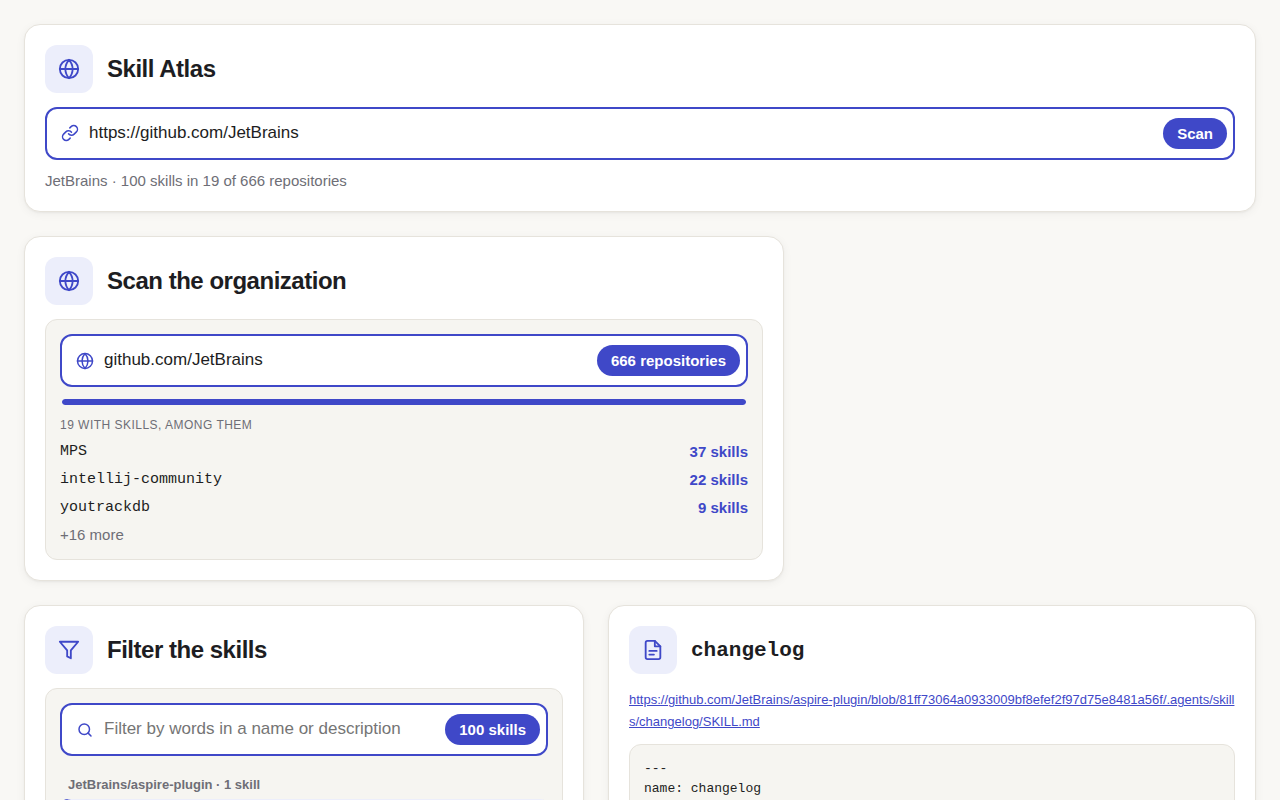 Skill Atlas
https://github.com/JetBrains
Scan
JetBrains · 100 skills in 19 of 666 repositories
Scan the organization
github.com/JetBrains
666 repositories
19 WITH SKILLS, AMONG THEM
MPS
37 skills
intellij-community
22 skills
youtrackdb
9 skills
+16 more
Filter the skills
Filter by words in a name or description
100 skills
JetBrains/aspire-plugin · 1 skill
changelog
https://github.com/JetBrains/aspire-plugin/blob/81ff73064a0933009bf8efef2f97d75e8481a56f/.agents/skill
s/changelog/SKILL.md
---
name: changelog